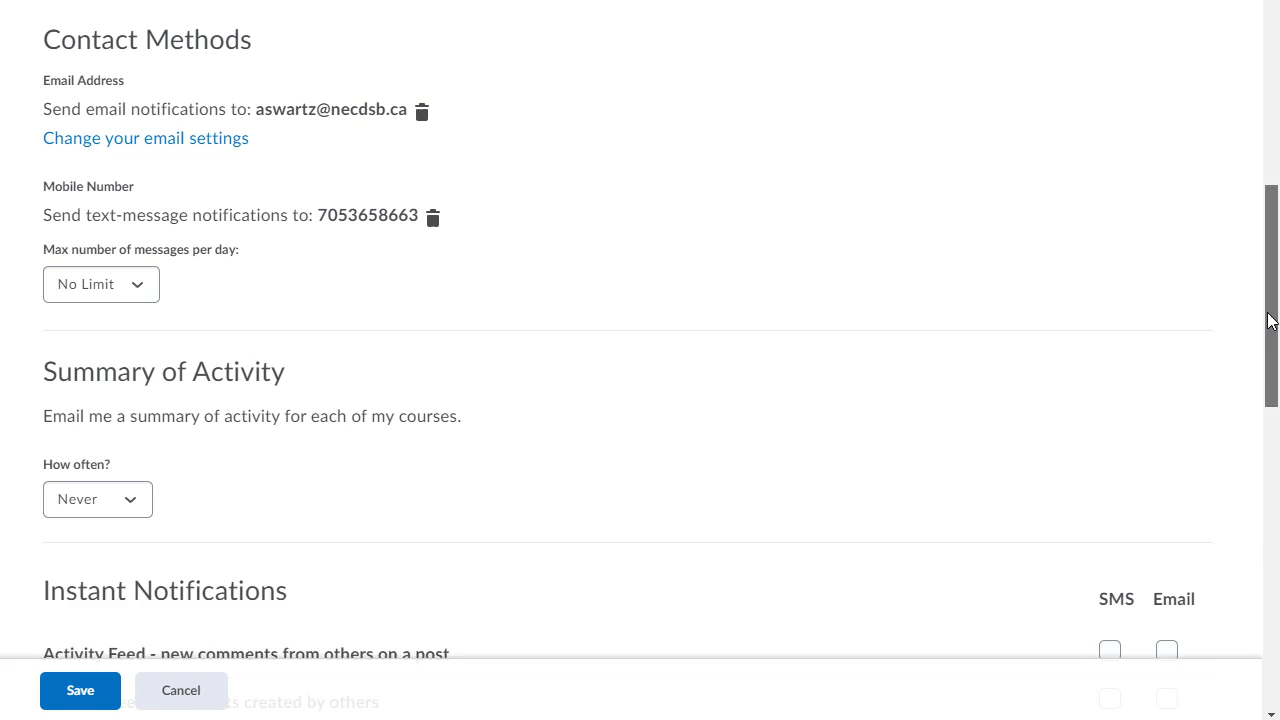 Contact Methods
Email Address
Send email notifications to: aswartz@necdsb.ca
Change your email settings
Mobile Number
Send text-message notifications to: 7053658663
Max number of messages per day:
No Limit
Summary of Activity
Email me a summary of activity for each of my courses.
How often?
Never
Instant Notifications
SMS Email
Activity Feed - new comments from others on a post
created by others
Save Cancel